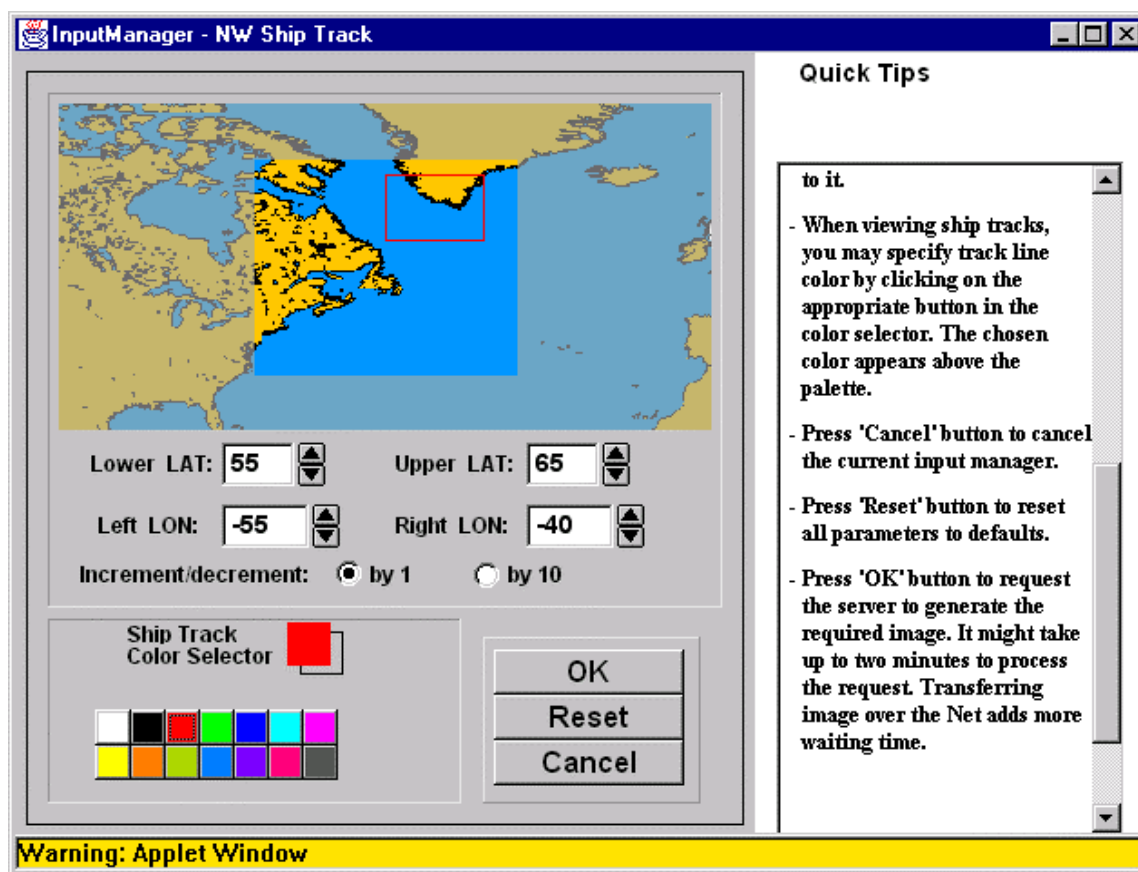 InputManager - NW Ship Track
Lower LAT: 55
Upper LAT: 65
Left LON: -55
Right LON: -40
Increment/decrement: by 1 by 10
Ship Track
Color Selector
OK
Reset
Cancel
Quick Tips
to it.
- When viewing ship tracks,
you may specify track line
color by clicking on the
appropriate button in the
color selector. The chosen
color appears above the
palette.
- Press 'Cancel' button to cancel
the current input manager.
- Press 'Reset' button to reset
all parameters to defaults.
- Press 'OK' button to request
the server to generate the
required image. It might take
up to two minutes to process
the request. Transferring
image over the Net adds more
waiting time.
Warning: Applet Window